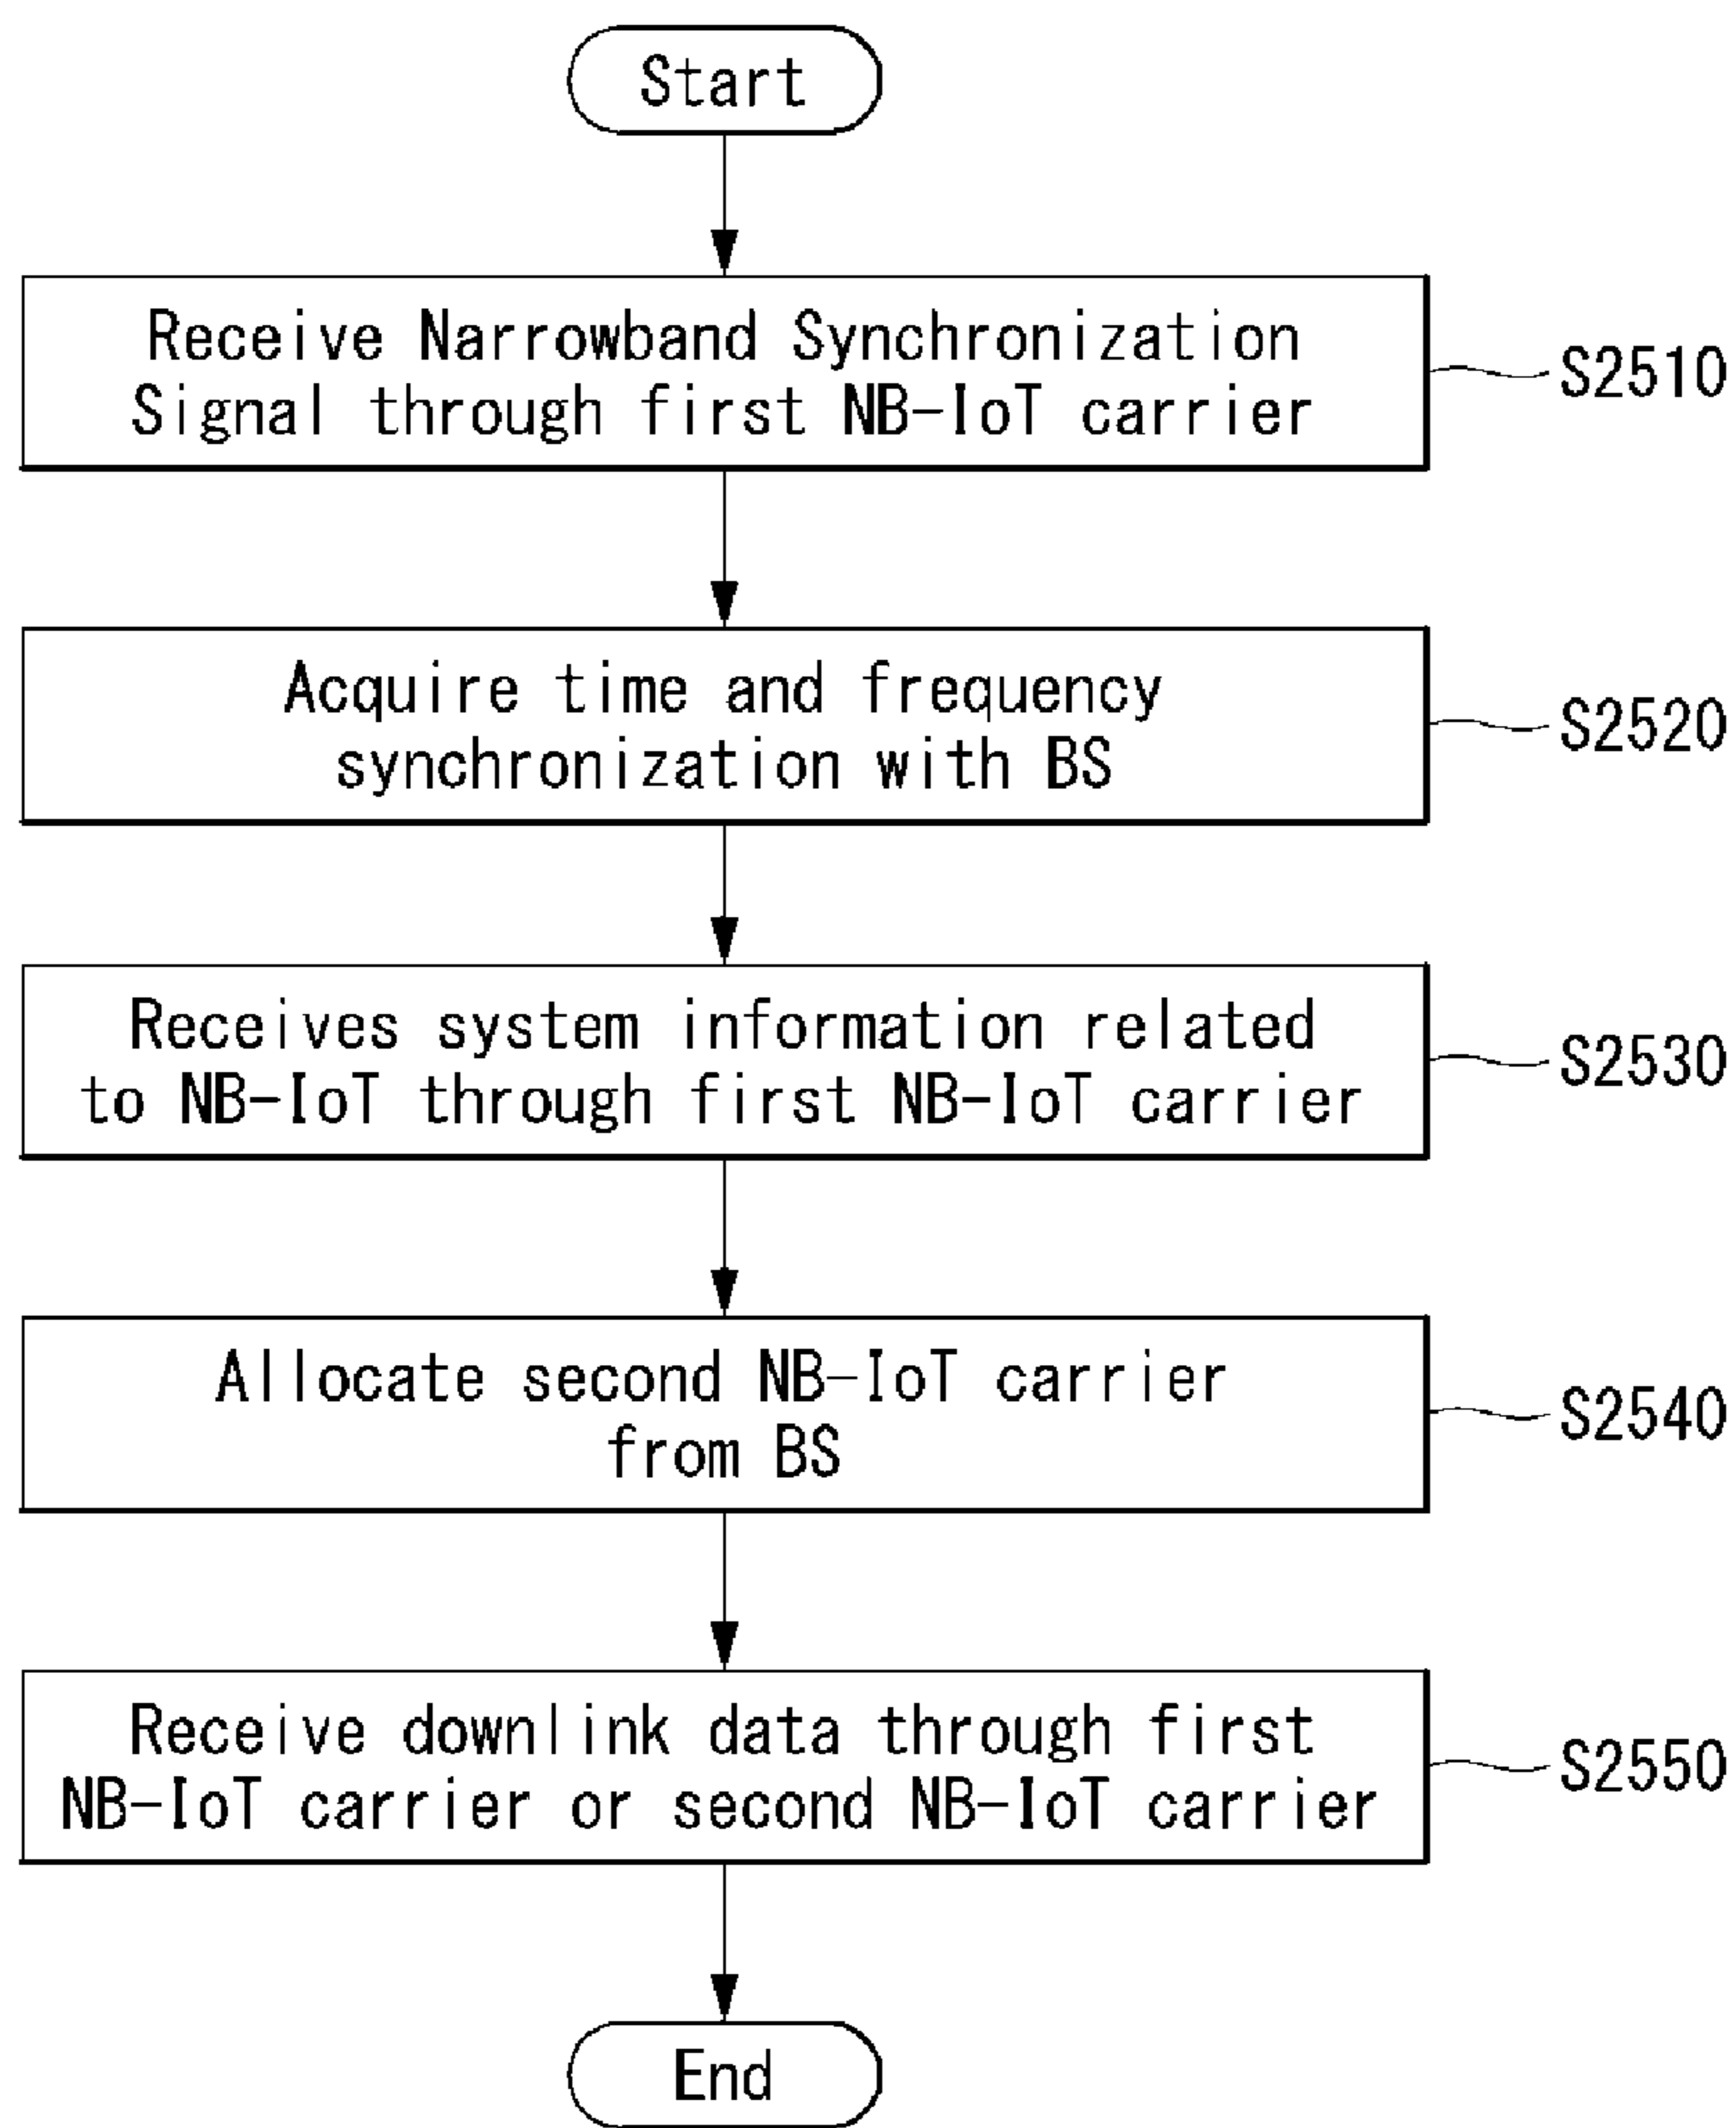 Start
Receive Narrowband Synchronization
Signal through first NB-IoT carrier
S2510
Acquire time and frequency
synchronization with BS
S2520
Receives system information related
to NB-IoT through first NB-IoT carrier
S2530
Allocate second NB-IoT carrier
from BS
S2540
Receive downlink data through first
NB-IoT carrier or second NB-IoT carrier
S2550
End